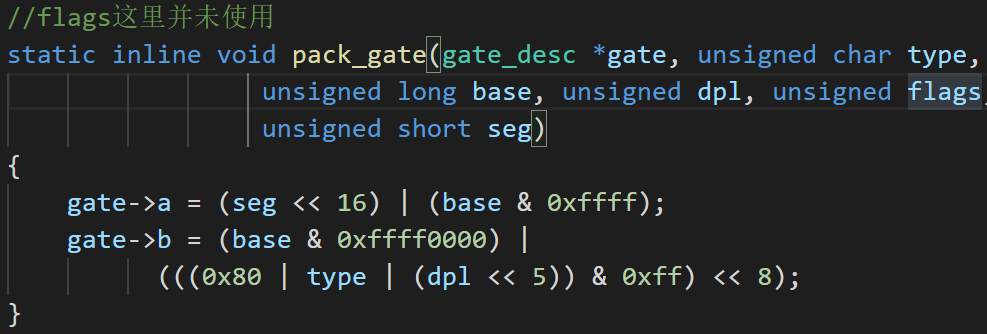 //flags这里并未使用
static inline void pack_gate(gate_desc *gate, unsigned char type,
unsigned long base, unsigned dpl, unsigned flags,
unsigned short seg)
{
gate->a = (seg << 16) | (base & 0xffff);
gate->b = (base & 0xffff0000) |
(((0x80 | type | (dpl << 5)) & 0xff) << 8);
}